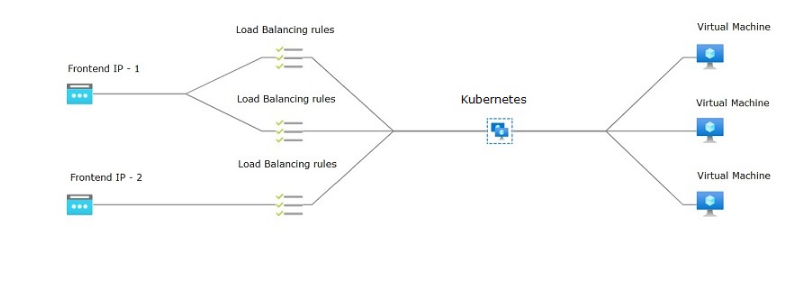 Load Balancing rules
Virtual Machine
Frontend IP - 1
Load Balancing rules
Kubernetes
Virtual Machine
Load Balancing rules
Frontend IP - 2
Virtual Machine